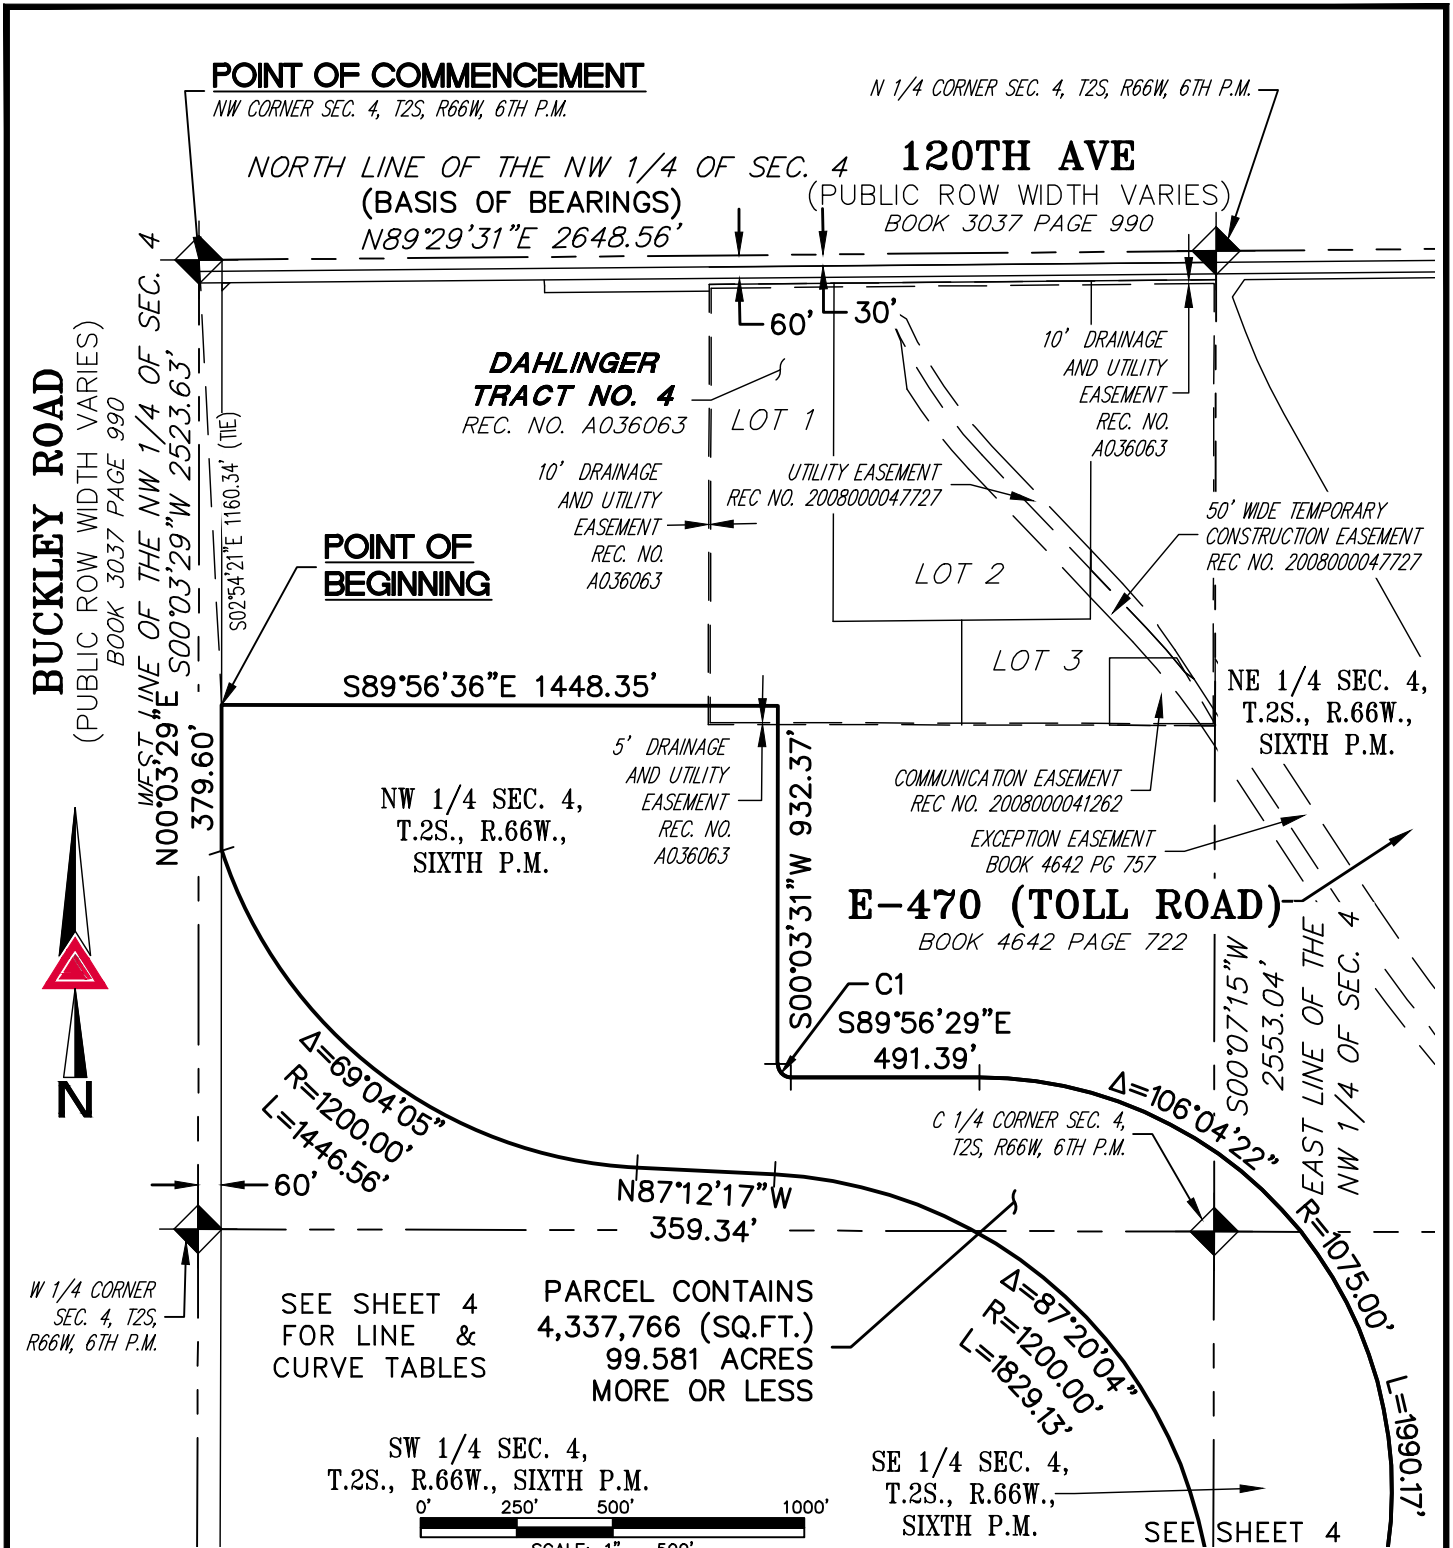 POINT OF COMMENCEMENT
NW CORNER SEC. 4, T2S, R66W, 6TH P.M.
N 1/4 CORNER SEC. 4, T2S, R66W, 6TH P.M.
NORTH LINE OF THE NW 1/4 OF SEC. 4
(BASIS OF BEARINGS)
N89°29'31"E 2648.56'
120TH AVE
(PUBLIC ROW WIDTH VARIES)
BOOK 3037 PAGE 990
60'
30'
BUCKLEY ROAD
(PUBLIC ROW WIDTH VARIES)
BOOK 3037 PAGE 990
WEST LINE OF THE NW 1/4 OF SEC. 4
S00°03'29"W 2523.63'
S02°54'21"E 1160.34' (TIE)
DAHLINGER
TRACT NO. 4
REC. NO. A036063
LOT 1
10' DRAINAGE
AND UTILITY
EASEMENT
REC. NO.
A036063
10' DRAINAGE
AND UTILITY
EASEMENT
REC. NO.
A036063
UTILITY EASEMENT
REC NO. 2008000047727
50' WIDE TEMPORARY
CONSTRUCTION EASEMENT
REC NO. 2008000047727
POINT OF
BEGINNING
LOT 2
LOT 3
S89°56'36"E 1448.35'
N00°03'29"E
379.60'
NE 1/4 SEC. 4,
T.2S., R.66W.,
SIXTH P.M.
5' DRAINAGE
AND UTILITY
EASEMENT
REC. NO.
A036063
NW 1/4 SEC. 4,
T.2S., R.66W.,
SIXTH P.M.
S00°03'31"W 932.37'
COMMUNICATION EASEMENT
REC NO. 2008000041262
EXCEPTION EASEMENT
BOOK 4642 PG 757
E-470 (TOLL ROAD)
BOOK 4642 PAGE 722
S00°07'15"W
2553.04'
EAST LINE OF THE
NW 1/4 OF SEC. 4
C1
S89°56'29"E
491.39'
N
Δ=69°04'05"
R=1200.00'
L=1446.56'
C 1/4 CORNER SEC. 4,
T2S, R66W, 6TH P.M.
Δ=106°04'22"
R=1075.00'
L=1990.17'
60'
N87°12'17"W
359.34'
W 1/4 CORNER
SEC. 4, T2S,
R66W, 6TH P.M.
SEE SHEET 4
FOR LINE &
CURVE TABLES
PARCEL CONTAINS
4,337,766 (SQ.FT.)
99.581 ACRES
MORE OR LESS
Δ=87°20'04"
R=1200.00'
L=1829.13'
SW 1/4 SEC. 4,
T.2S., R.66W., SIXTH P.M.
SE 1/4 SEC. 4,
T.2S., R.66W.,
SIXTH P.M.
0' 250' 500' 1000'
SEE SHEET 4